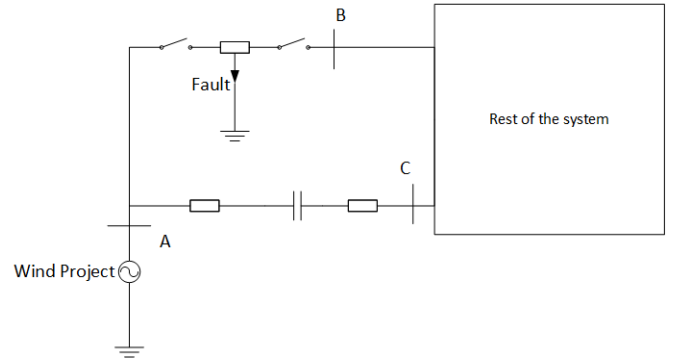 B
Fault
Rest of the system
C
A
Wind Project